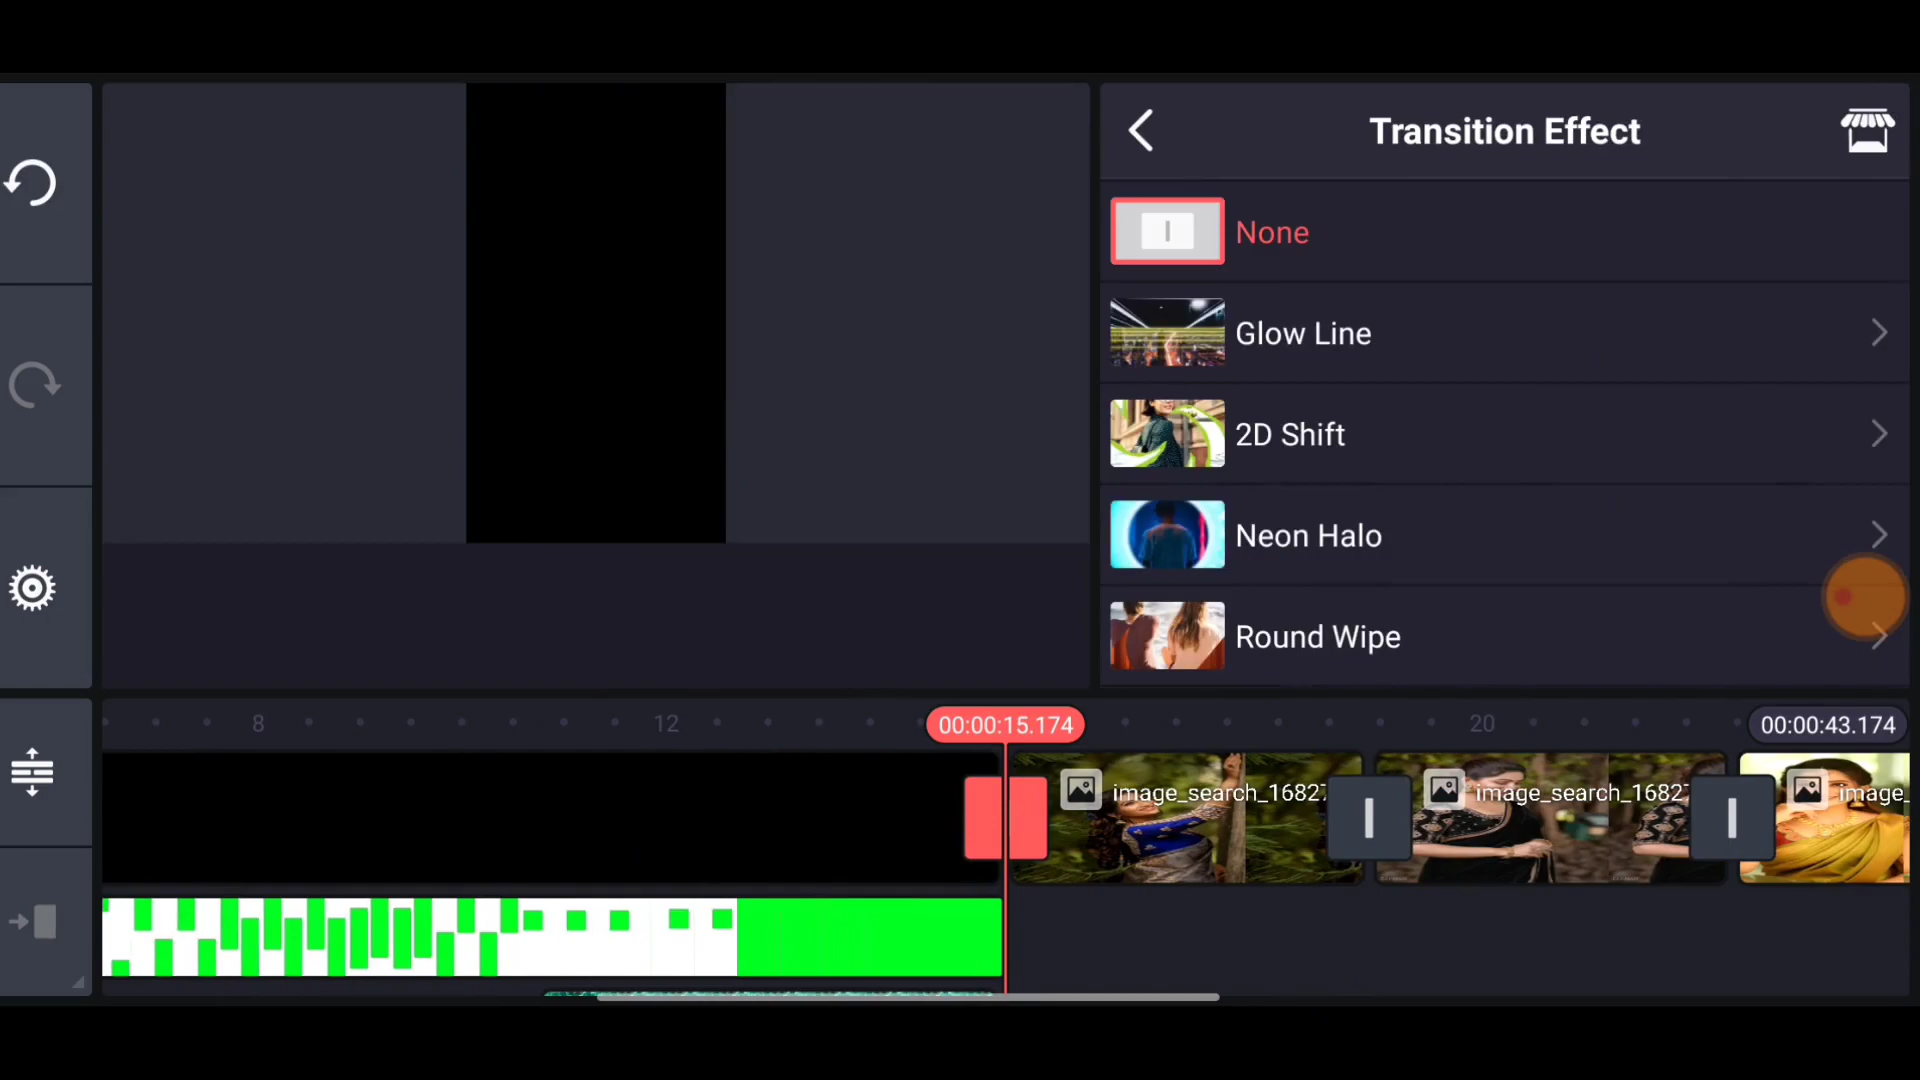 Transition Effect
None
Glow Line
2D Shift
Neon Halo
Round Wipe
8
12
00:00:15.174
20
00:00:43.174
image_search_1682
image_search_1682
image_